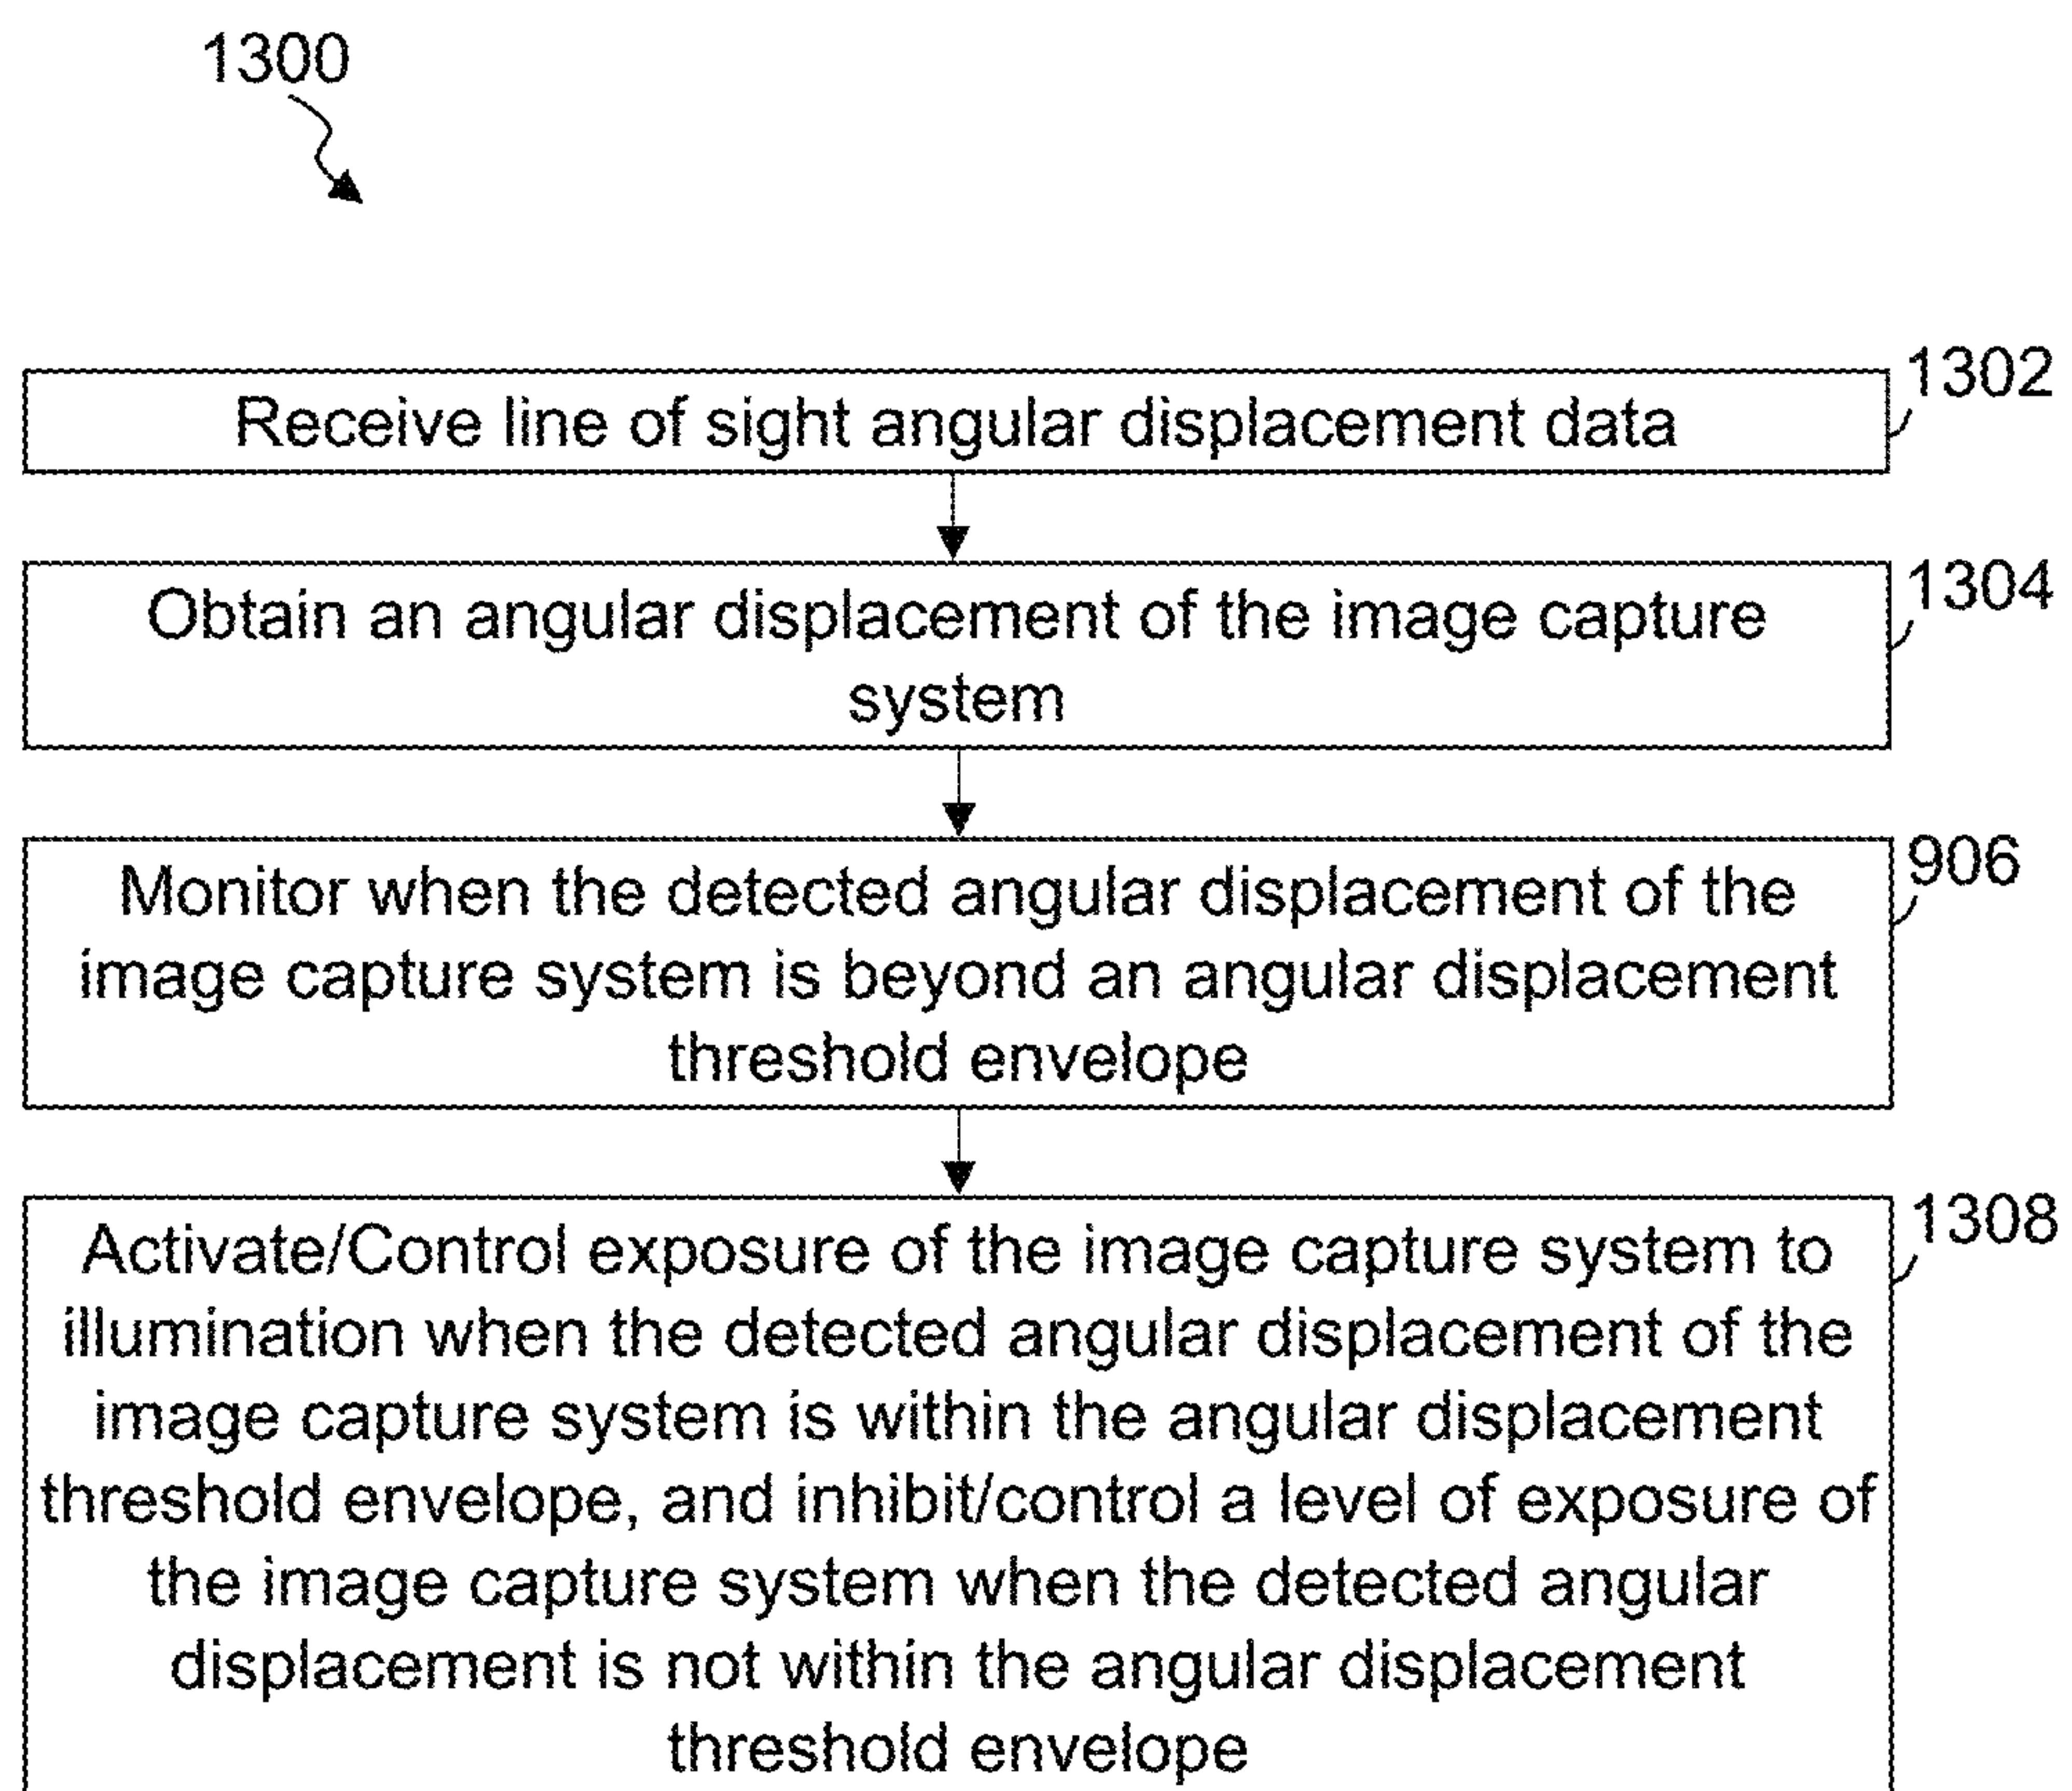 1300
1302
Receive line of sight angular displacement data
1304
Obtain an angular displacement of the image capture
system
906
Monitor when the detected angular displacement of the
image capture system is beyond an angular displacement
threshold envelope
1308
Activate/Control exposure of the image capture system to
illumination when the detected angular displacement of the
image capture system is within the angular displacement
threshold envelope, and inhibit/control a level of exposure of
the image capture system when the detected angular
displacement is not within the angular displacement
threshold envelope